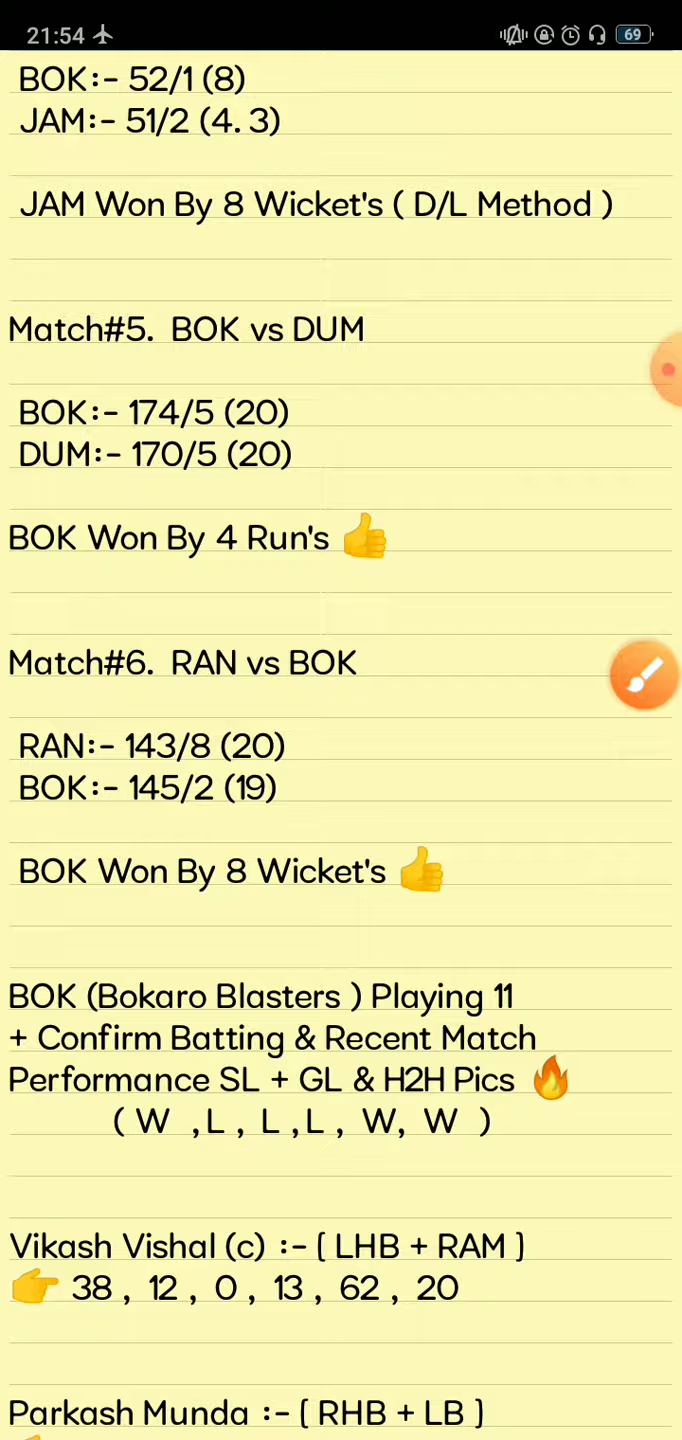 21:54
69
BOK:- 52/1 (8)
JAM:- 51/2 (4. 3)
JAM Won By 8 Wicket's ( D/L Method )
Match#5. BOK vs DUM
BOK:- 174/5 (20)
DUM:- 170/5 (20)
BOK Won By 4 Run's 👍
Match#6. RAN vs BOK
RAN:- 143/8 (20)
BOK:- 145/2 (19)
BOK Won By 8 Wicket's 👍
BOK (Bokaro Blasters ) Playing 11
+ Confirm Batting & Recent Match
Performance SL + GL & H2H Pics 🔥
( W , L , L , L , W, W )
Vikash Vishal (c) :- [ LHB + RAM ]
👉 38 , 12 , 0 , 13 , 62 , 20
Parkash Munda :- [ RHB + LB ]